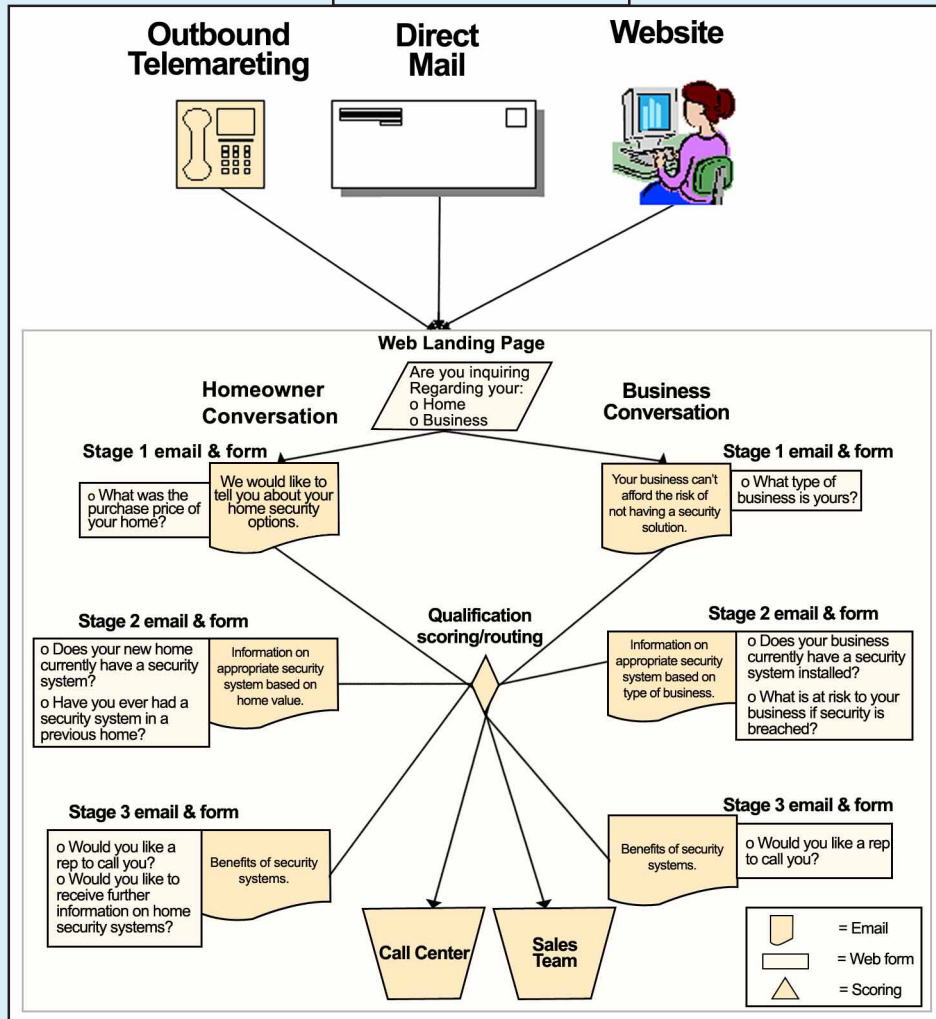 Outbound
Telemareting
Direct
Mail
Website
Web Landing Page
Are you inquiring
Regarding your:
o Home
o Business
Homeowner
Conversation
Business
Conversation
Stage 1 email & form
o What was the
purchase price of
your home?
We would like to
tell you about your
home security
options.
Stage 1 email & form
Your business can't
afford the risk of
not having a security
solution.
o What type of
business is yours?
Qualification
scoring/routing
Stage 2 email & form
o Does your new home
currently have a security
system?
o Have you ever had a
security system in a
previous home?
Information on
appropriate security
system based on
home value.
Stage 2 email & form
Information on
appropriate security
system based on
type of business.
o Does your business
currently have a security
system installed?
o What is at risk to your
business if security is
breached?
Stage 3 email & form
o Would you like a
rep to call you?
o Would you like to
receive further
information on home
security systems?
Benefits of security
systems.
Stage 3 email & form
Benefits of security
systems.
o Would you like a rep
to call you?
Call Center
Sales
Team
= Email
= Web form
= Scoring